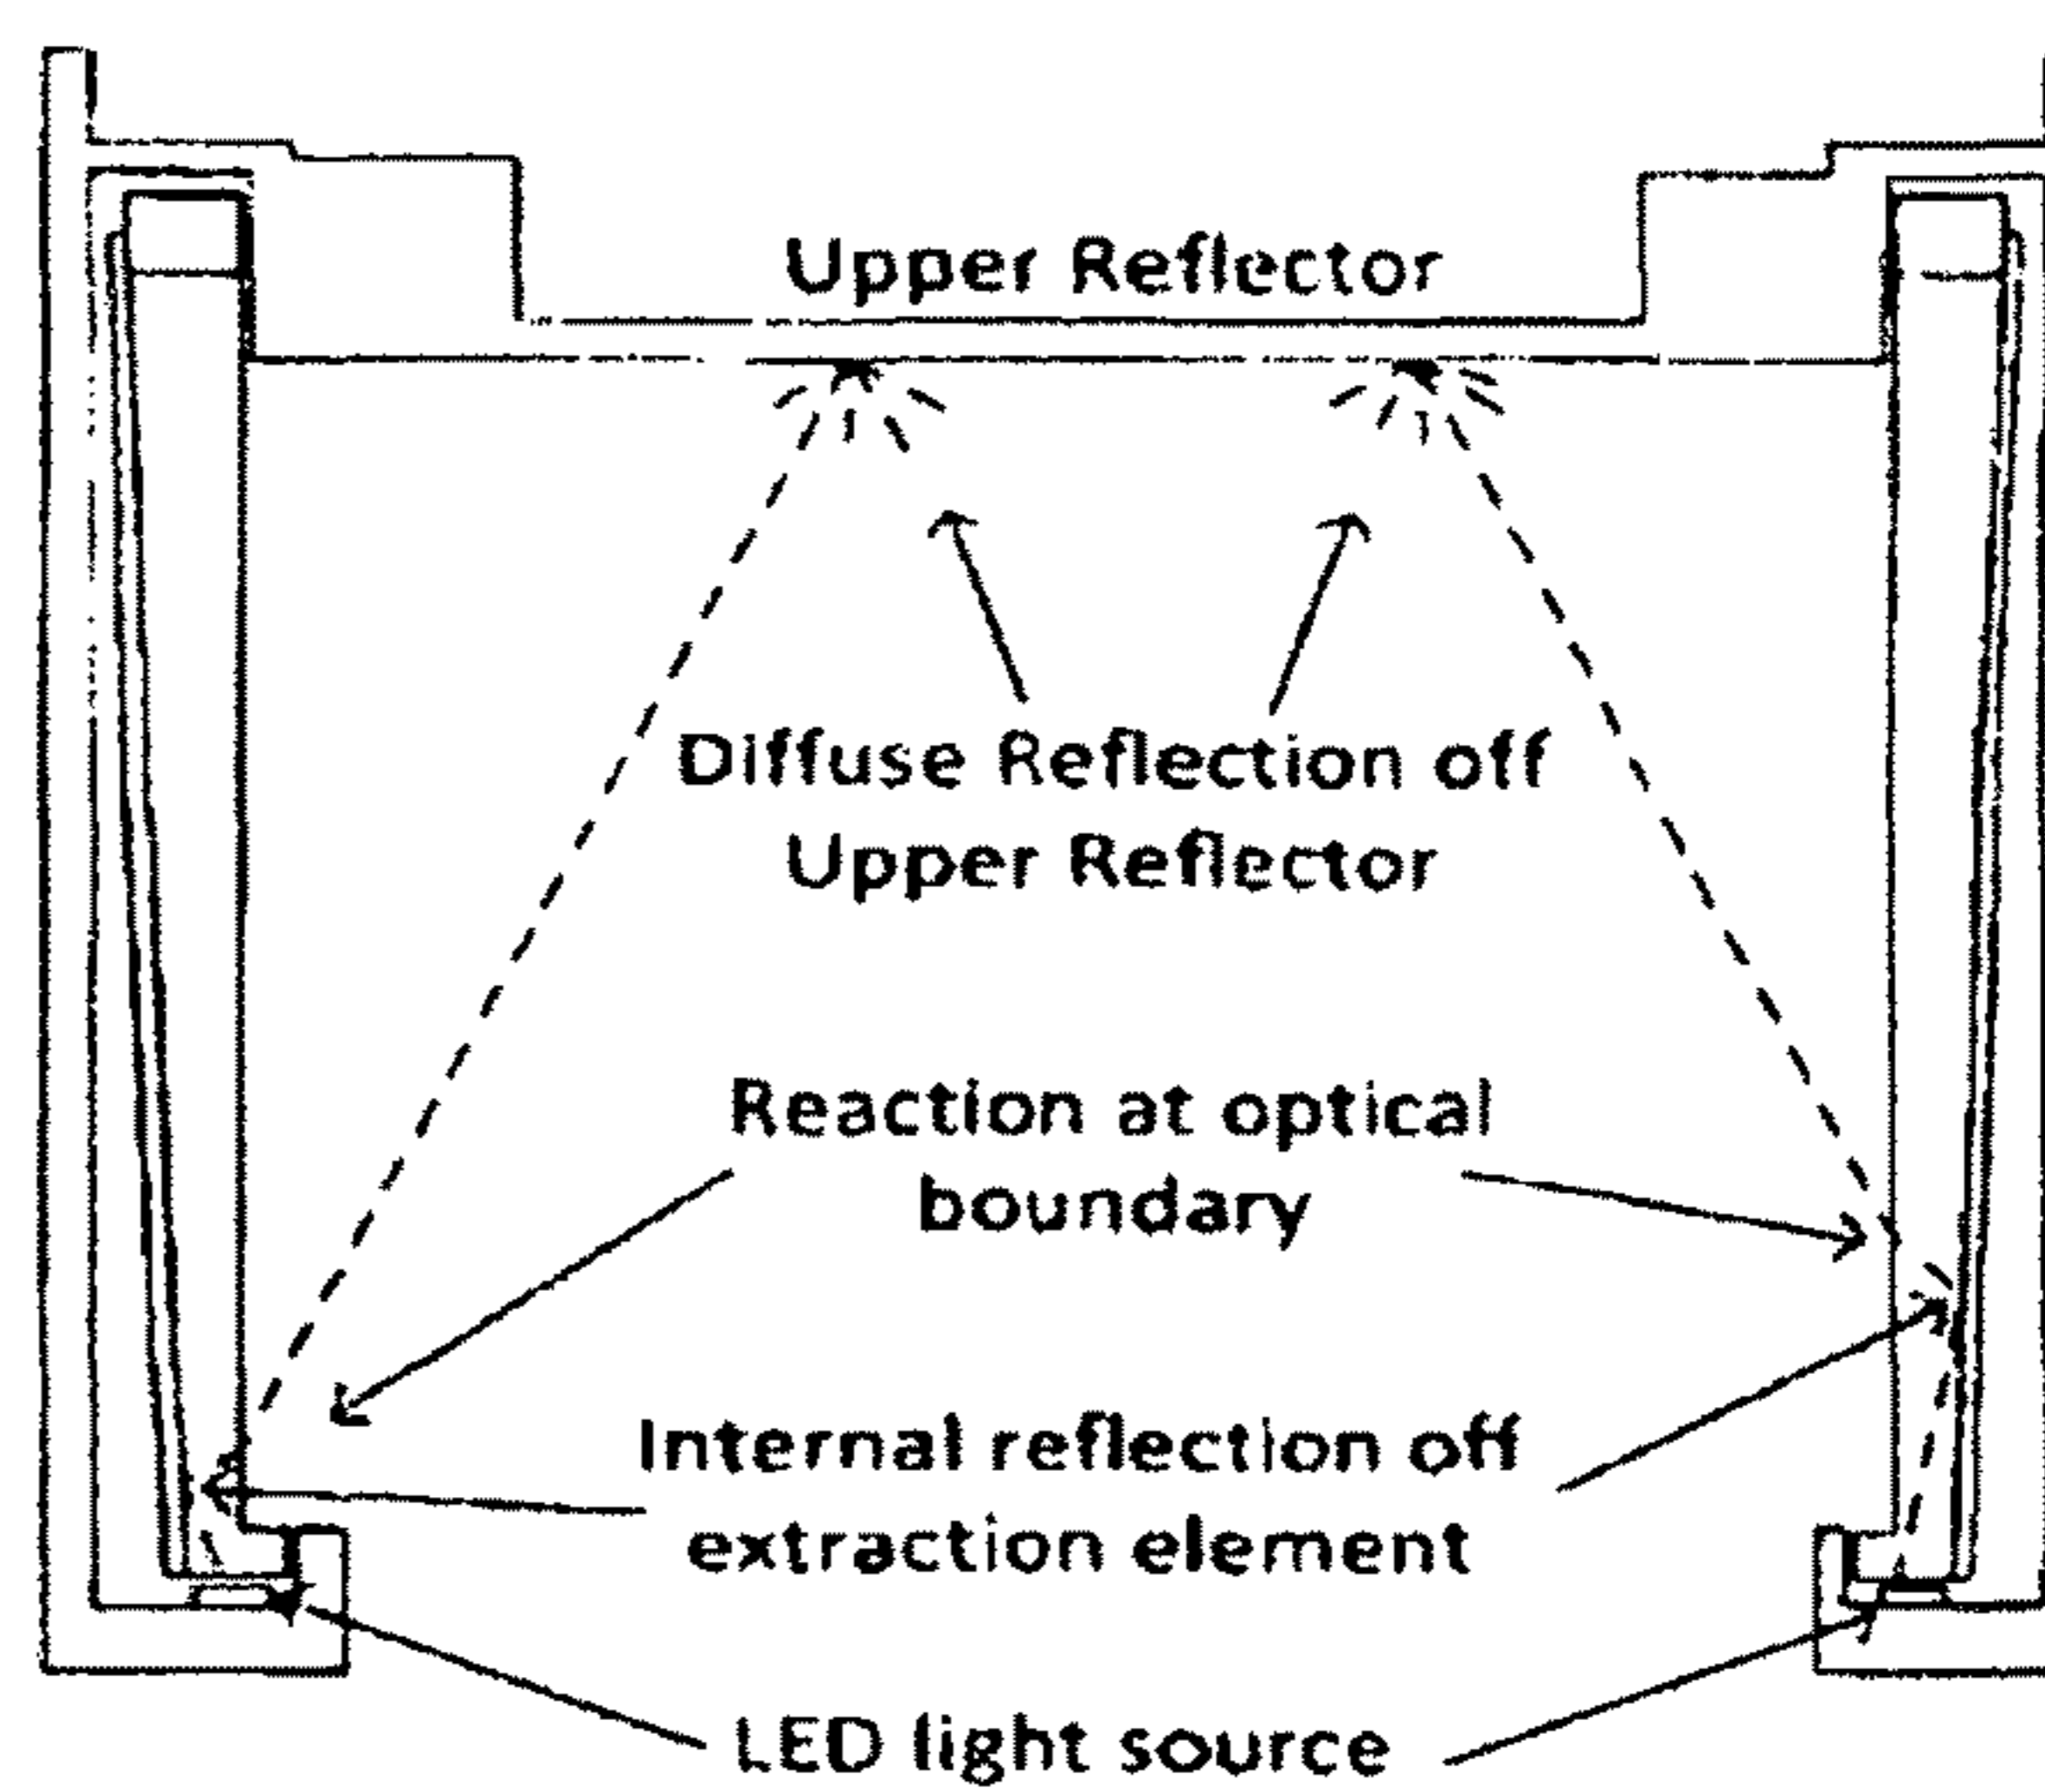 Upper Reflector
Diffuse Reflection off
Upper Reflector
Reaction at optical
boundary
Internal reflection off
extraction element
LED light source